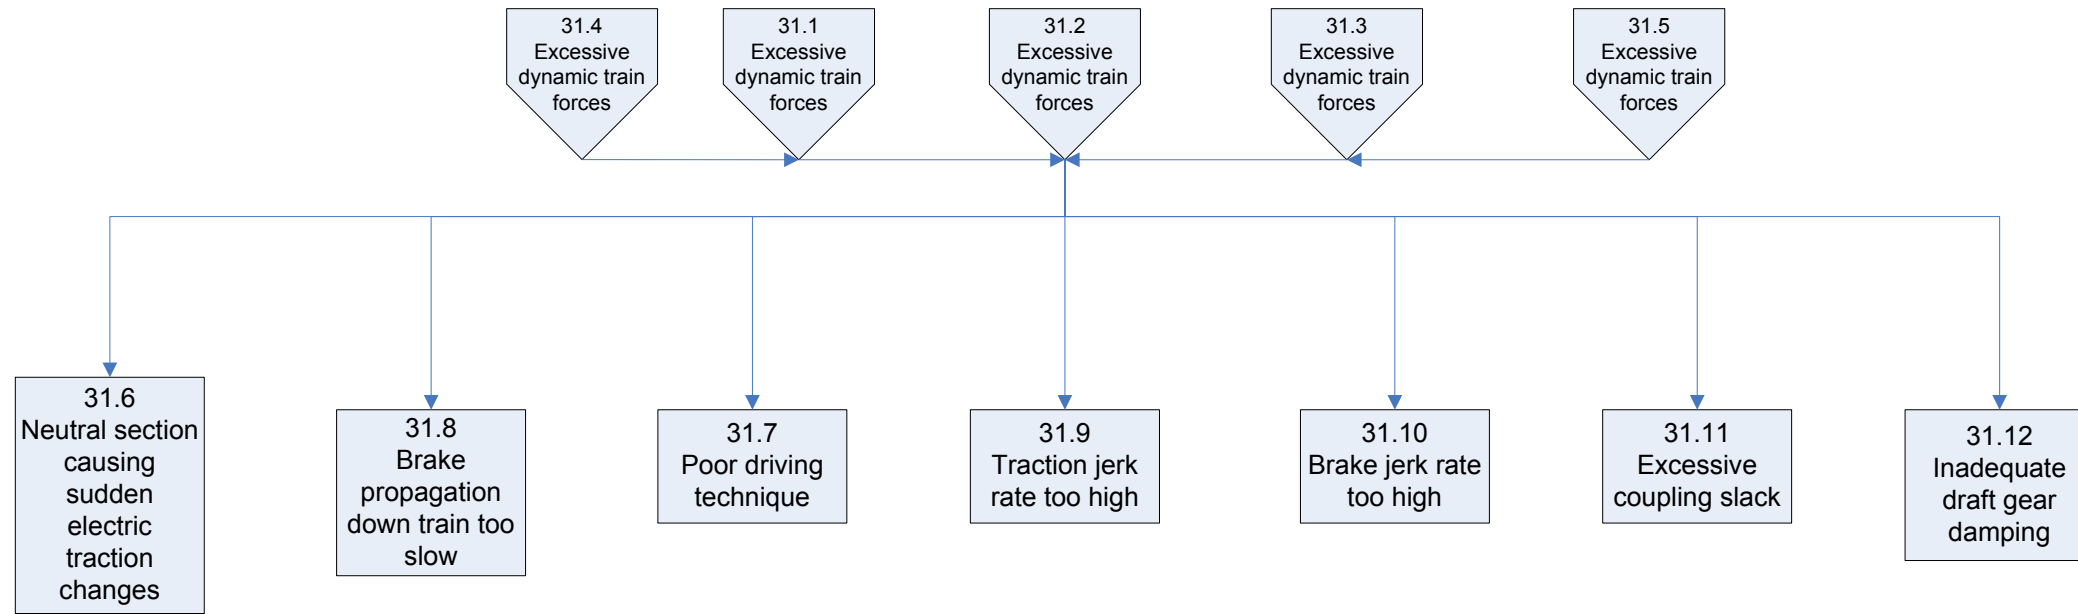 31.4
Excessive
dynamic train
forces
31.1
Excessive
dynamic train
forces
31.2
Excessive
dynamic train
forces
31.3
Excessive
dynamic train
forces
31.5
Excessive
dynamic train
forces
31.6
Neutral section
causing
sudden
electric
traction
changes
31.8
Brake
propagation
down train too
slow
31.7
Poor driving
technique
31.9
Traction jerk
rate too high
31.10
Brake jerk rate
too high
31.11
Excessive
coupling slack
31.12
Inadequate
draft gear
damping